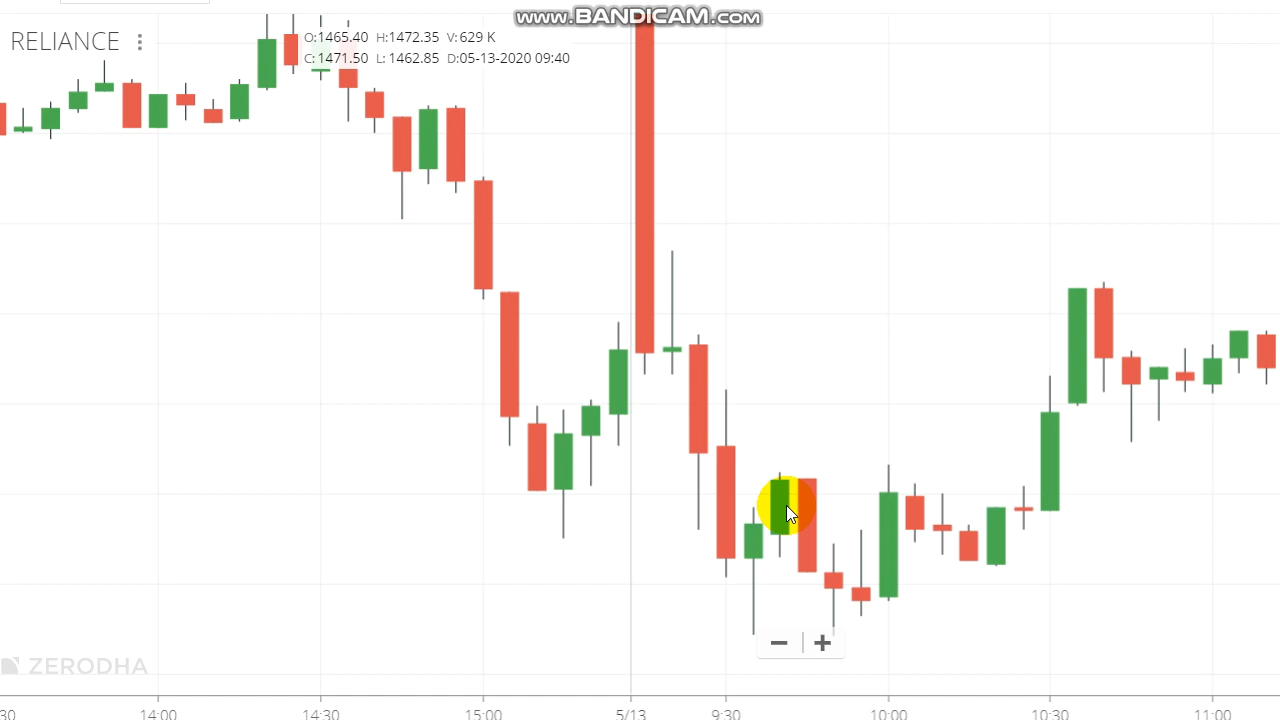 www.BANDICAM.com
RELIANCE
O:1465.40 H:1472.35 V:629 K
C:1471.50 L: 1462.85 D:05-13-2020 09:40
ZERODHA
30 14:00 14:30 15:00 5/13 9:30 10:00 10:30 11:00